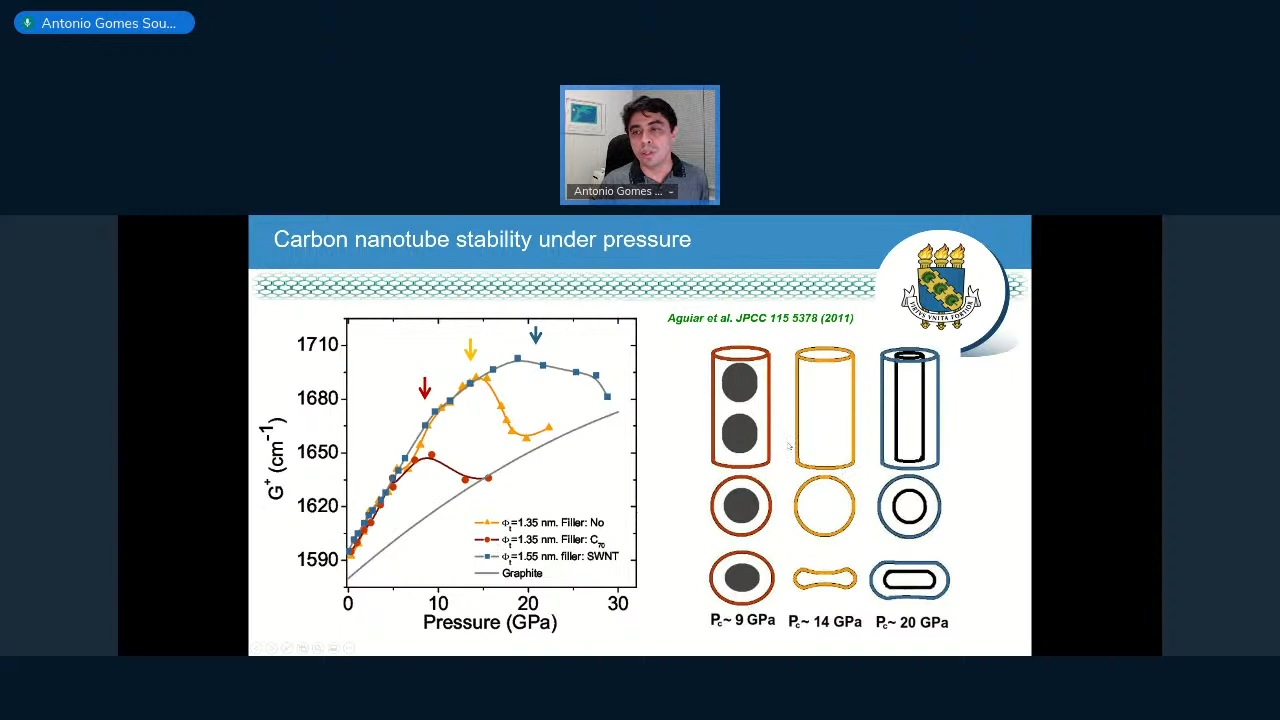 Antonio Gomes Sou...
Antonio Gomes ...
Carbon nanotube stability under pressure
VIRTUS UNITA FORTIOR
Aguiar et al. JPCC 115 5378 (2011)
1710
1680
1650
1620
1590
G+ (cm-1)
Φt=1.35 nm. Filler: No
Φt=1.35 nm. Filler: C70
Φt=1.55 nm. filler: SWNT
Graphite
0 10 20 30
Pressure (GPa)
Pc~ 9 GPa Pc~ 14 GPa Pc~ 20 GPa